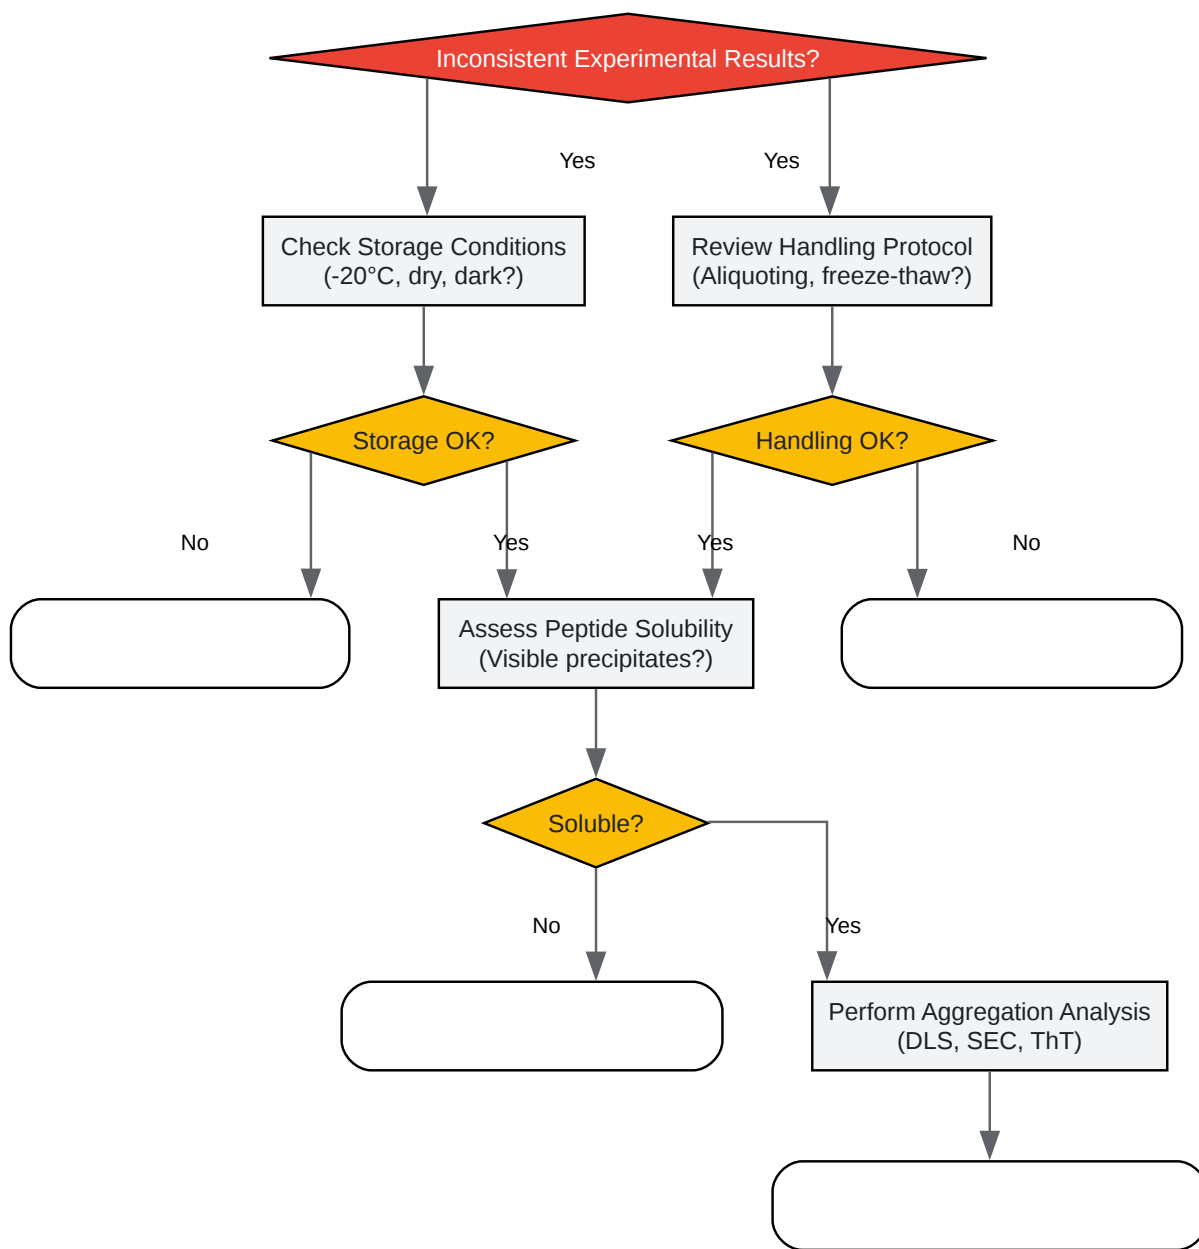 Inconsistent Experimental Results?
Yes
Yes
Check Storage Conditions
(-20°C, dry, dark?)
Review Handling Protocol
(Aliquoting, freeze-thaw?)
Storage OK?
Handling OK?
No
Yes
Yes
No
Assess Peptide Solubility
(Visible precipitates?)
Soluble?
No
Yes
Perform Aggregation Analysis
(DLS, SEC, ThT)